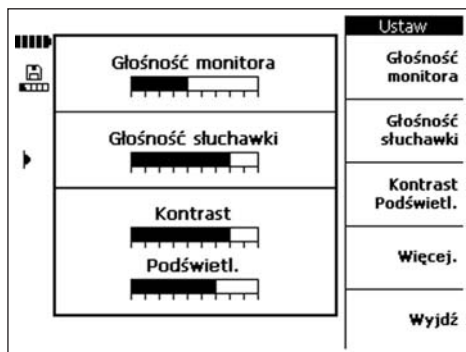 Głośność monitora
Głośność słuchawki
Kontrast
Podświetl.
Ustaw
Głośność
monitora
Głośność
słuchawki
Kontrast
Podświetl.
Więcej.
Wyjdź